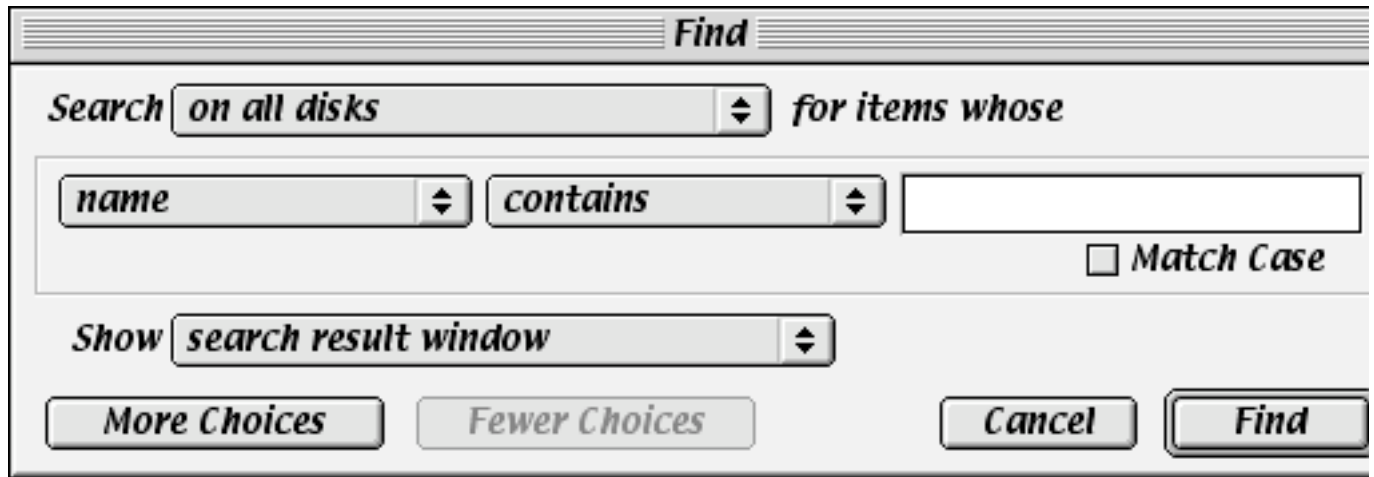 Find
Search on all disks for items whose
name contains
Match Case
Show search result window
More Choices Fewer Choices Cancel Find